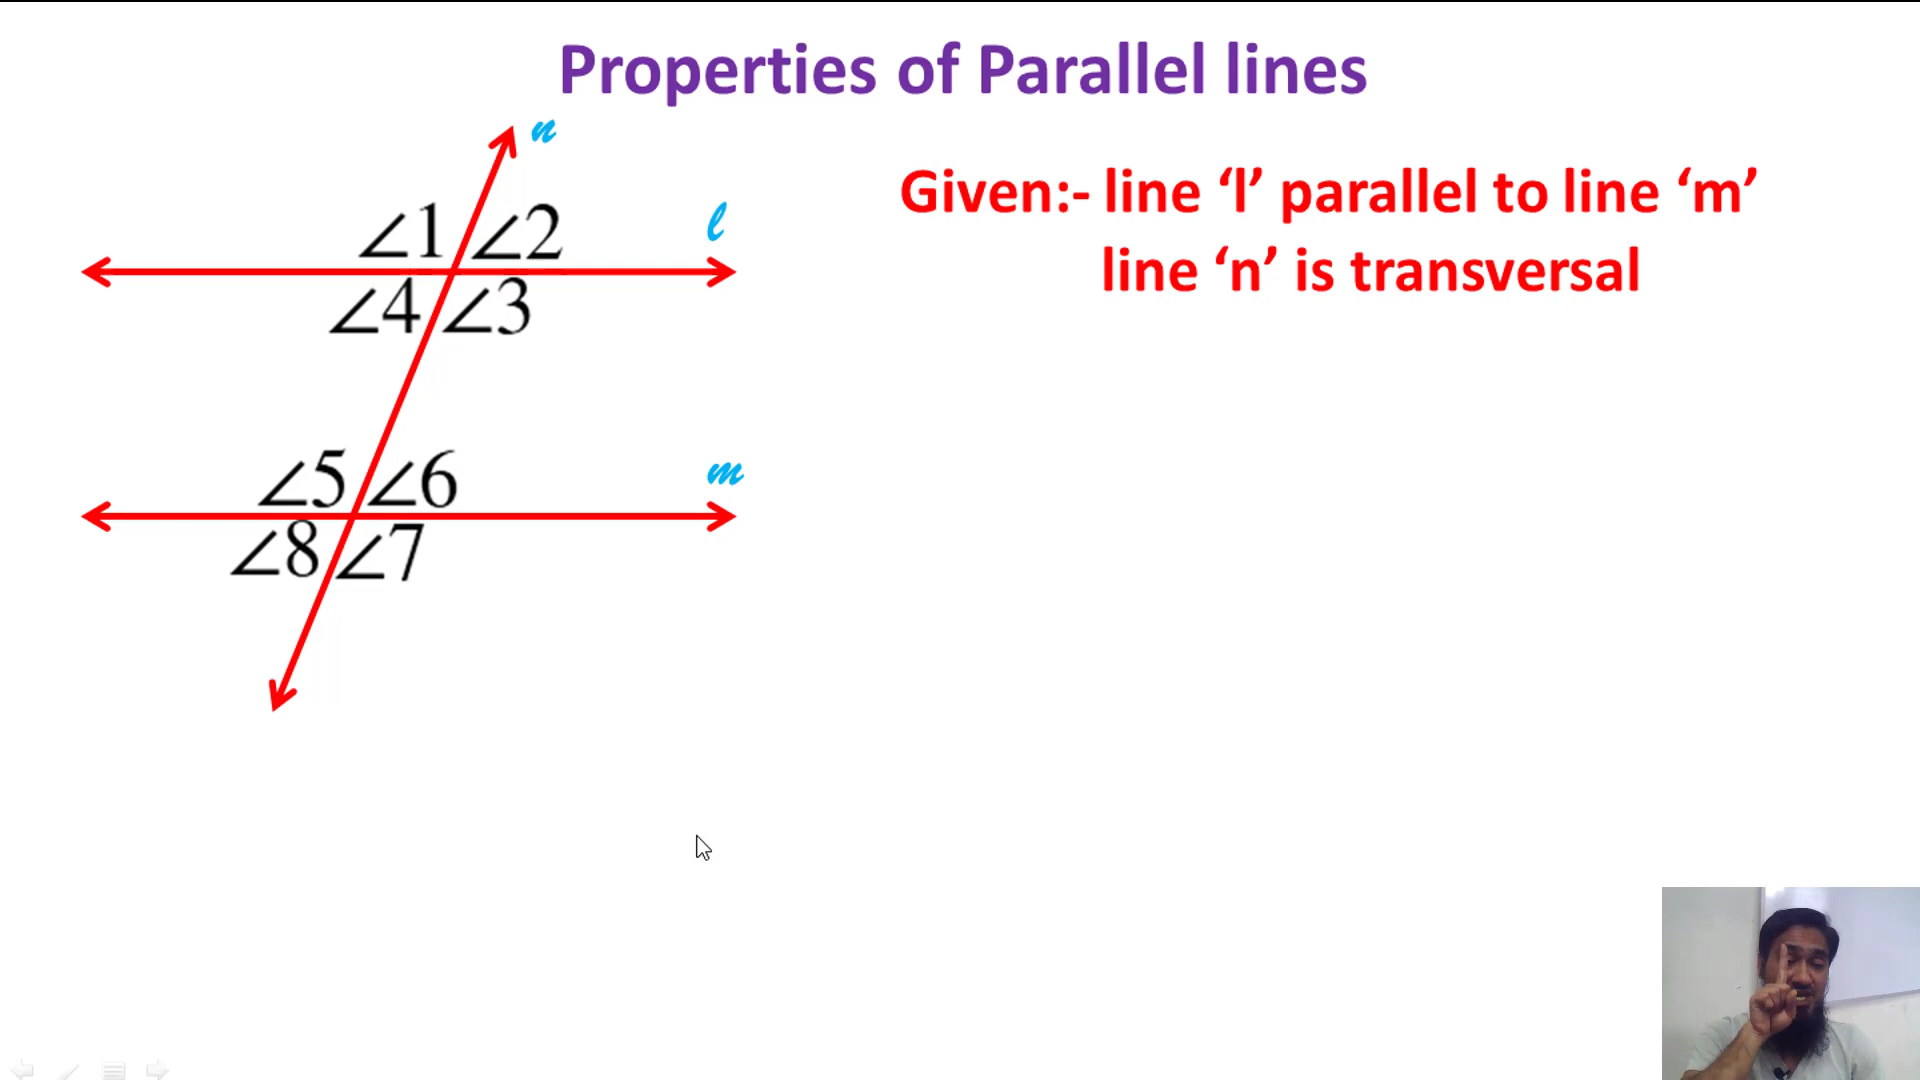 Properties of Parallel lines
n
Given:- line ‘l’ parallel to line ‘m’
∠1 ∠2
l
line ‘n’ is transversal
∠4 ∠3
∠5 ∠6
m
∠8 ∠7